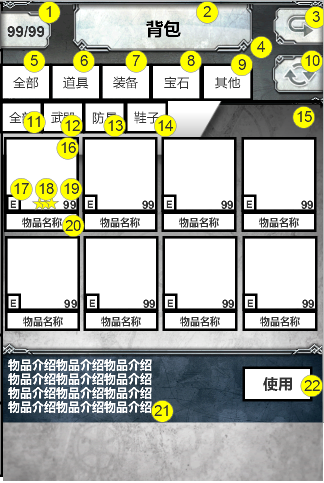 1 2 3
99/99 背包
4
5 6 7 8 9 10
全部 道具 装备 宝石 其他
11 12 13 14 15
武器 防具 鞋子
16
17 18 19
E 99 E 99 E 99 E 99
物品名称 20 物品名称 物品名称 物品名称
E 99 E 99 E 99 E 99
物品名称 物品名称 物品名称 物品名称
物品介绍物品介绍物品介绍
物品介绍物品介绍物品介绍 使用 22
物品介绍物品介绍物品介绍
物品介绍物品介绍物品介绍 21